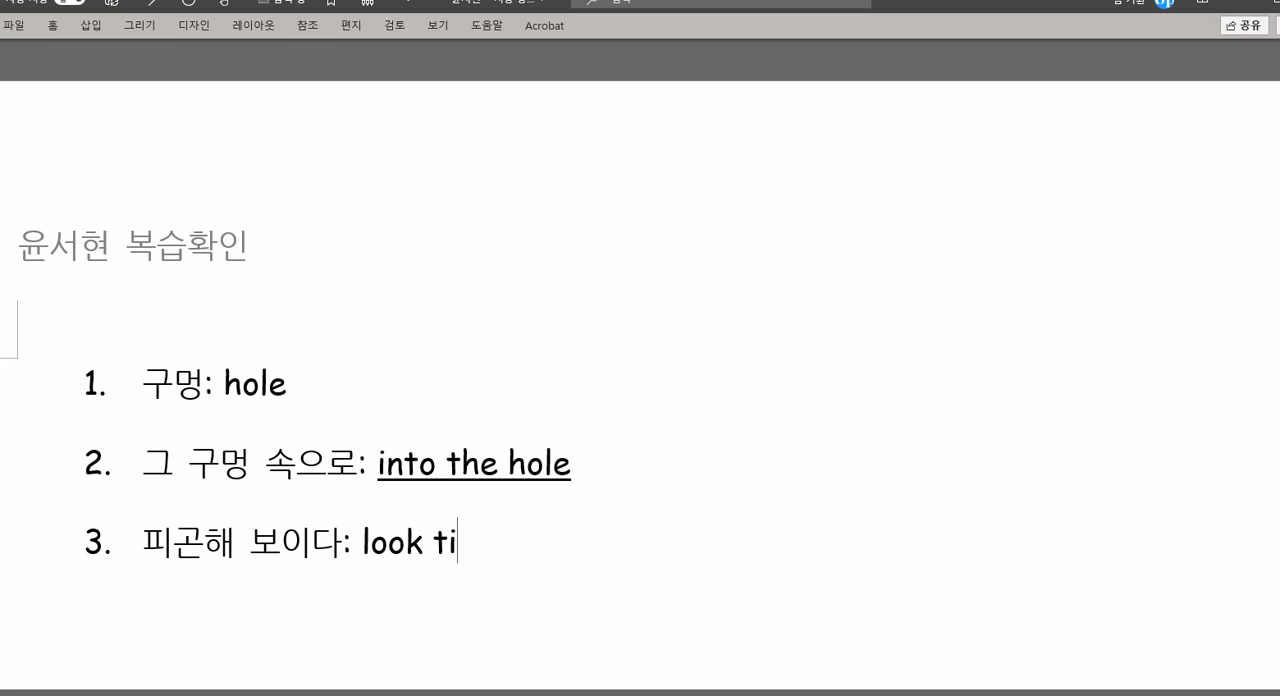 파일 홈 삽입 그리기 디자인 레이아웃 참조 편지 검토 보기 도움말 Acrobat 공유
윤서현 복습확인
1. 구멍: hole
2. 그 구멍 속으로: into the hole
3. 피곤해 보이다: look ti